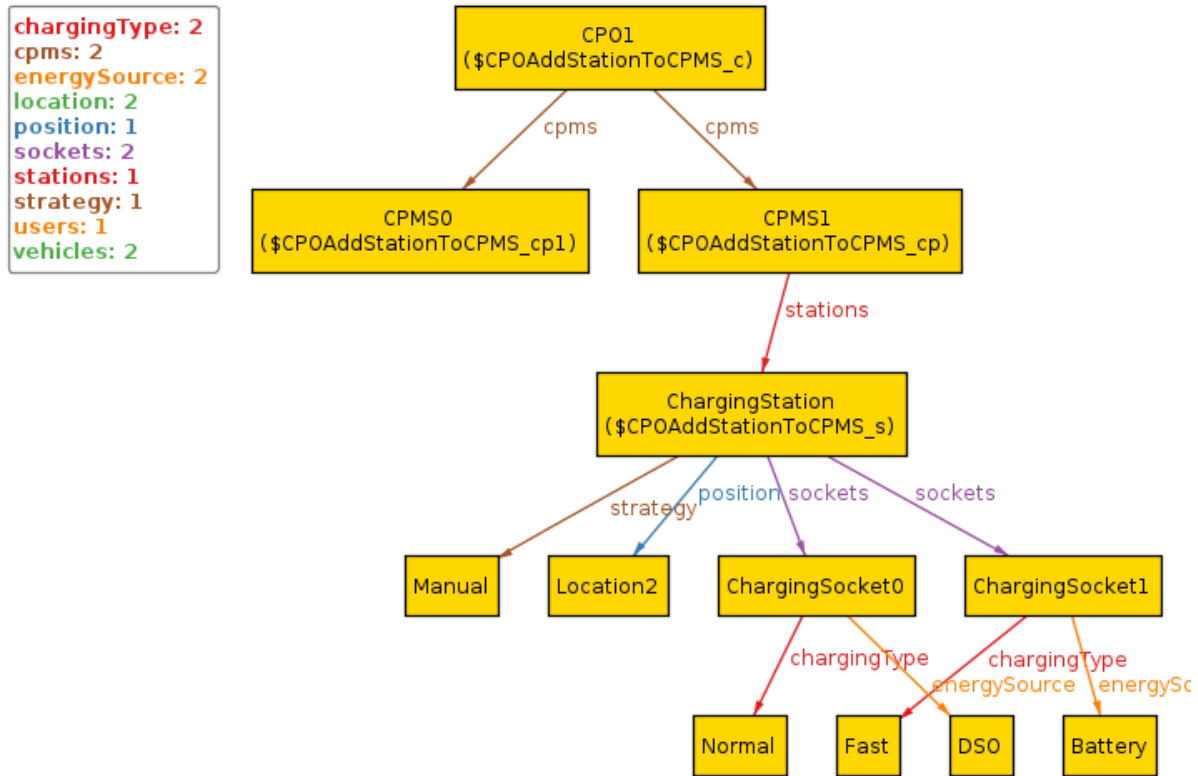 chargingType: 2
cpms: 2
energySource: 2
location: 2
position: 1
sockets: 2
stations: 1
strategy: 1
users: 1
vehicles: 2
CPO1
($CPOAddStationToCPMS_c)
cpms
cpms
CPMS0
($CPOAddStationToCPMS_cp1)
CPMS1
($CPOAddStationToCPMS_cp)
stations
ChargingStation
($CPOAddStationToCPMS_s)
strategy
position
sockets
sockets
Manual
Location2
ChargingSocket0
ChargingSocket1
chargingType
chargingType
energySource
energySo
Normal
Fast
DSO
Battery